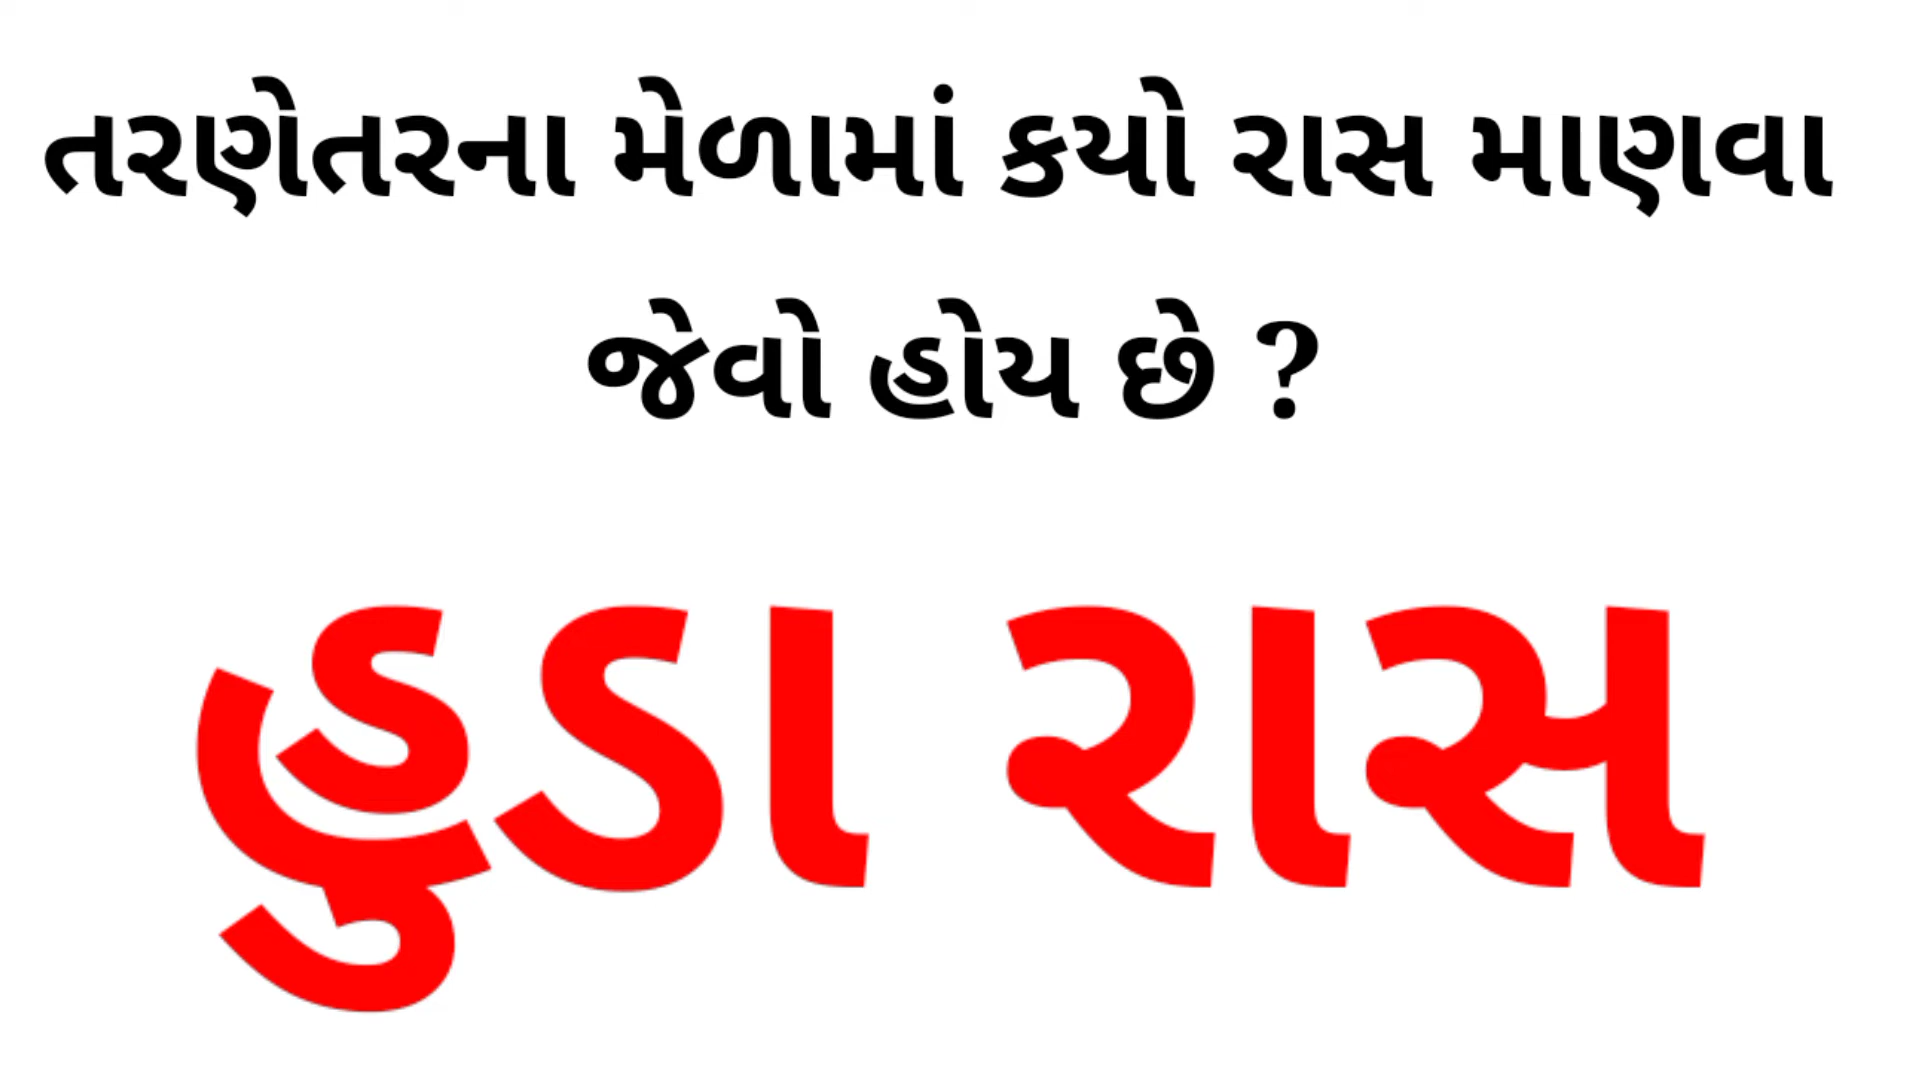 તરણેતરના મેળામાં કયો રાસ માણવા
જેવો હોય છે ?
હુડા રાસ